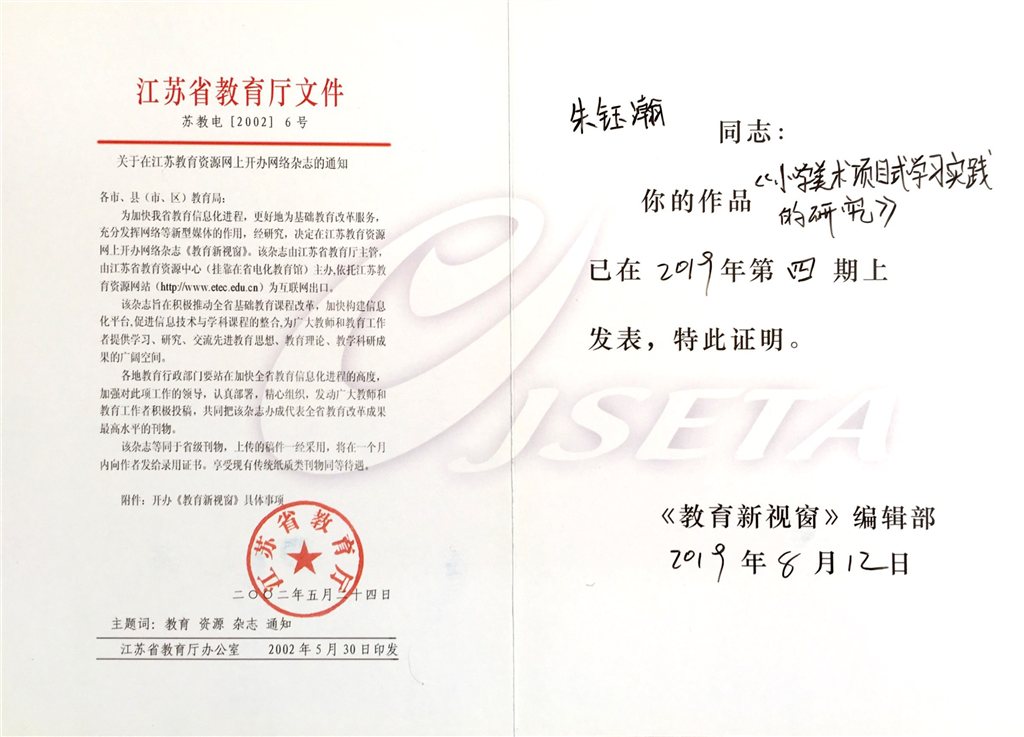 江苏省教育厅文件
苏教电［2002］6号
关于在江苏教育资源网上开办网络杂志的通知
各市、县（市、区）教育局：
为加快我省教育信息化进程，更好地为基础教育改革服务，
充分发挥网络等新型媒体的作用，经研究，决定在江苏教育资源
网上开办网络杂志《教育新视窗》。该杂志由江苏省教育厅主管，
由江苏省教育资源中心（挂靠在省电化教育馆）主办，依托江苏教
育资源网站（http://www.etec.edu.cn）为互联网出口。
该杂志旨在积极推动全省基础教育课程改革，加快构建信息
化平台，促进信息技术与学科课程的整合，为广大教师和教育工作
者提供学习、研究、交流先进教育思想、教育理论、教学科研成
果的广阔空间。
各地教育行政部门要站在加快全省教育信息化进程的高度，
加强对此项工作的领导，认真部署，精心组织，发动广大教师和
教育工作者积极投稿，共同把该杂志办成代表全省教育改革成果
最高水平的刊物。
该杂志等同于省级刊物，上传的稿件一经采用，将在一个月
内向作者发给录用证书。享受现有传统纸质类刊物同等待遇。
附件：开办《教育新视窗》具体事项
江苏省教育厅
二〇〇二年五月二十四日
主题词：教育 资源 杂志 通知
江苏省教育厅办公室 2002年5月30日印发
JSETA
朱钰瀚 同志：
你的作品《小学美术项目式学习实践
的研究》
已在 2019年第 四 期上
发表，特此证明。
《教育新视窗》编辑部
2019 年 8 月 12日